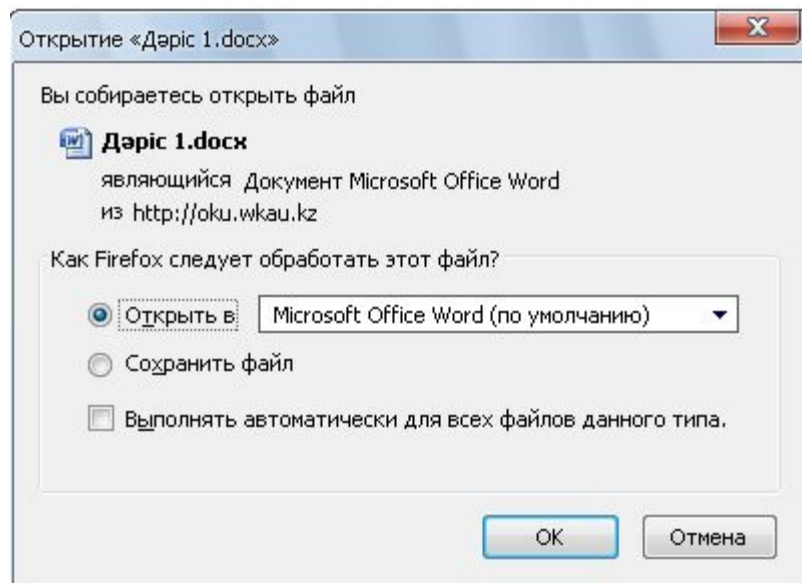 Открытие «Дәріс 1.docx»
Вы собираетесь открыть файл
Дәріс 1.docx
являющийся Документ Microsoft Office Word
из http://oku.wkau.kz
Как Firefox следует обработать этот файл?
Открыть в Microsoft Office Word (по умолчанию)
Сохранить файл
Выполнять автоматически для всех файлов данного типа.
OK Отмена